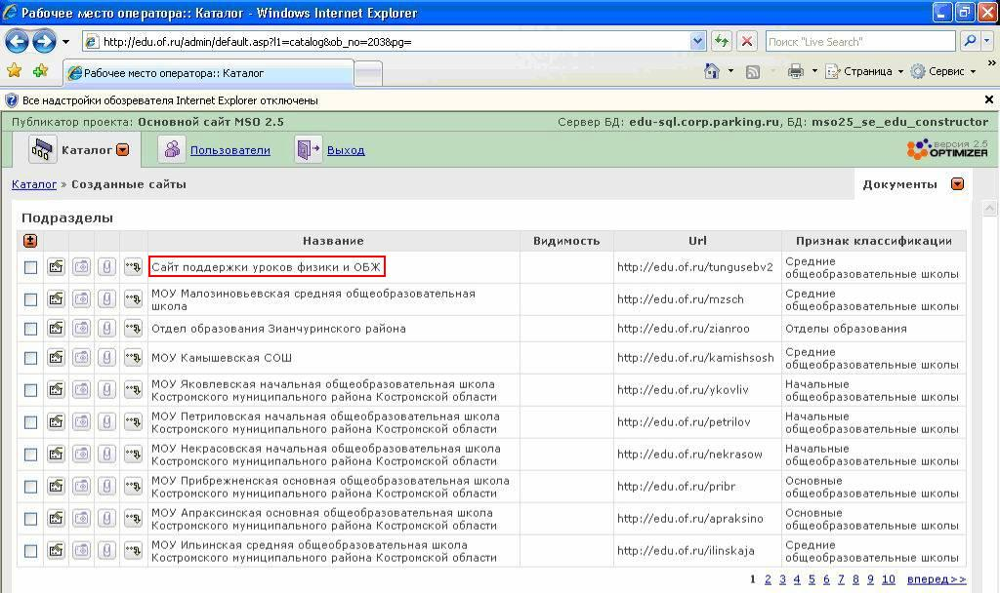 Рабочее место оператора:: Каталог - Windows Internet Explorer
http://edu.of.ru/admin/default.asp?l1=catalog&ob_no=203&pg=
Поиск "Live Search"
Рабочее место оператора:: Каталог
Страница
Сервис
»
Все надстройки обозревателя Internet Explorer отключены
Публикатор проекта: Основной сайт MSO 2.5
Сервер БД: edu-sql.corp.parking.ru, БД: mso25_se_edu_constructor
Каталог
Пользователи
Выход
версия 2.5
OPTIMIZER
Каталог » Созданные сайты
Документы
Подразделы
Название Видимость Url Признак классификации
Сайт поддержки уроков физики и ОБЖ
http://edu.of.ru/tungusebv2
Средние
общеобразовательные школы
МОУ Малозиновьевская средняя общеобразовательная
школа
http://edu.of.ru/mzsch
Средние
общеобразовательные школы
Отдел образования Зианчуринского района
http://edu.of.ru/zianroo
Отделы образования
МОУ Камышевская СОШ
http://edu.of.ru/kamishsosh
Средние
общеобразовательные школы
МОУ Яковлевская начальная общеобразовательная школа
Костромского муниципального района Костромской области
http://edu.of.ru/ykovliv
Начальные
общеобразовательные школы
МОУ Петриловская начальная общеобразовательная школа
Костромского муниципального района Костромской области
http://edu.of.ru/petrilov
Начальные
общеобразовательные школы
МОУ Некрасовская начальная общеобразовательная школа
Костромского муниципального района Костромской области
http://edu.of.ru/nekrasow
Начальные
общеобразовательные школы
МОУ Прибрежненская основная общеобразовательная школа
Костромского муниципального района Костромской области
http://edu.of.ru/pribr
Основные
общеобразовательные школы
МОУ Апраксинская основная общеобразовательная школа
Костромского муниципального района Костромской области
http://edu.of.ru/apraksino
Основные
общеобразовательные школы
МОУ Ильинская средняя общеобразовательная школа
Костромского муниципального района Костромской области
http://edu.of.ru/ilinskaja
Средние
общеобразовательные школы
1 2 3 4 5 6 7 8 9 10 вперед>>